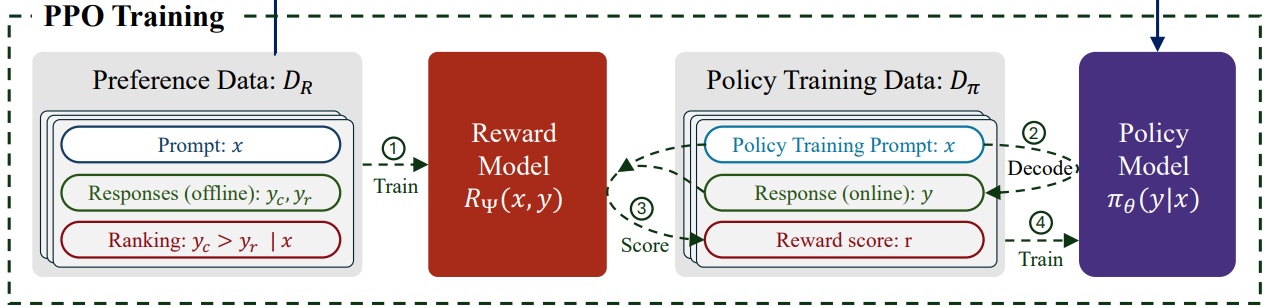 PPO Training
Preference Data: D_R
Prompt: x
Responses (offline): y_c, y_r
Ranking: y_c > y_r | x
①
Train
Reward
Model
R_Ψ(x, y)
③
Score
Policy Training Data: D_π
Policy Training Prompt: x
Response (online): y
Reward score: r
②
Decode
④
Train
Policy
Model
π_θ(y|x)